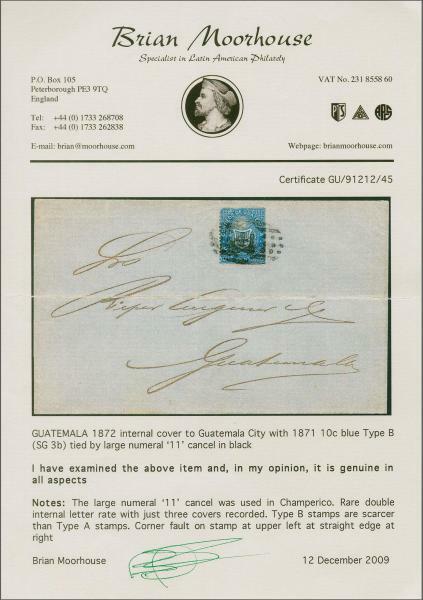 Brian Moorhouse
Specialist in Latin American Philately
P.O. Box 105
Peterborough PE3 9TQ
England
Tel: +44 (0) 1733 268708
Fax: +44 (0) 1733 262838
E-mail: brian@moorhouse.com
VAT No. 231 8558 60
PTS
APS
Webpage: brianmoorhouse.com
Certificate GU/91212/45
Guatemala
GUATEMALA 1872 internal cover to Guatemala City with 1871 10c blue Type B
(SG 3b) tied by large numeral '11' cancel in black
I have examined the above item and, in my opinion, it is genuine in
all aspects
Notes: The large numeral '11' cancel was used in Champerico. Rare double
internal letter rate with just three covers recorded. Type B stamps are scarcer
than Type A stamps. Corner fault on stamp at upper left at straight edge at
right
Brian Moorhouse
12 December 2009